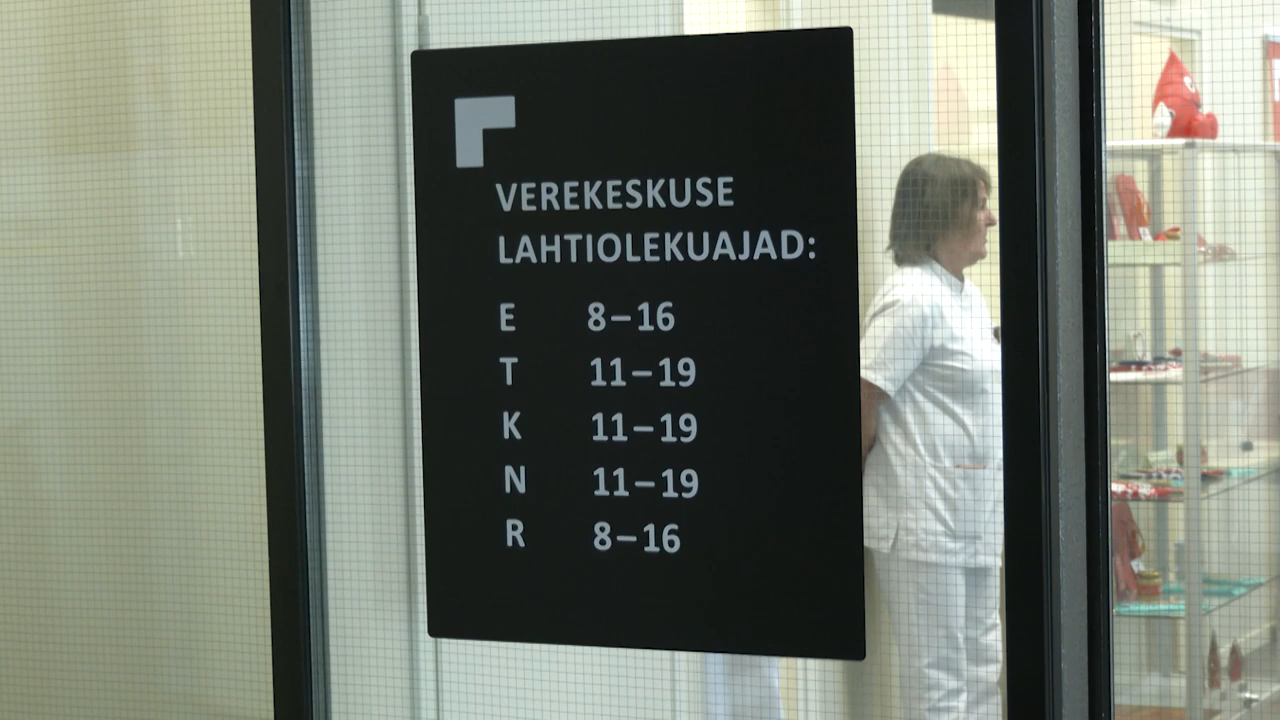 VEREKESKUSE
LAHTIOLEKUAJAD:
E 8–16
T 11–19
K 11–19
N 11–19
R 8–16